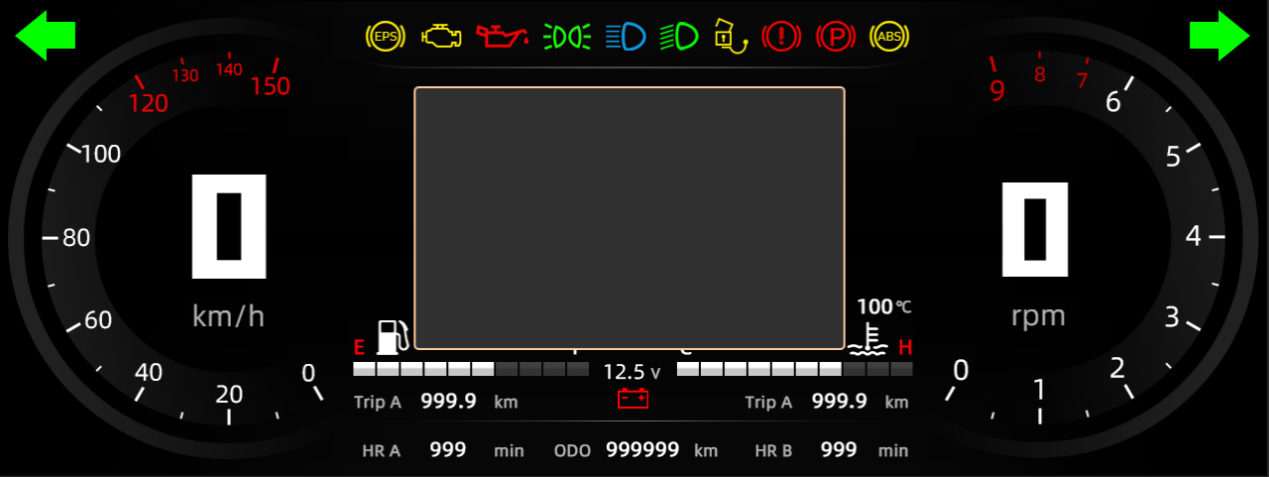 EPS
!
P
ABS
120
130
140
150
100
80
60
40
20
0
0
km/h
9
8
7
6
5
4
3
2
1
0
0
rpm
100 ℃
E
H
12.5 v
Trip A 999.9 km
Trip A 999.9 km
HR A 999 min ODO 999999 km HR B 999 min